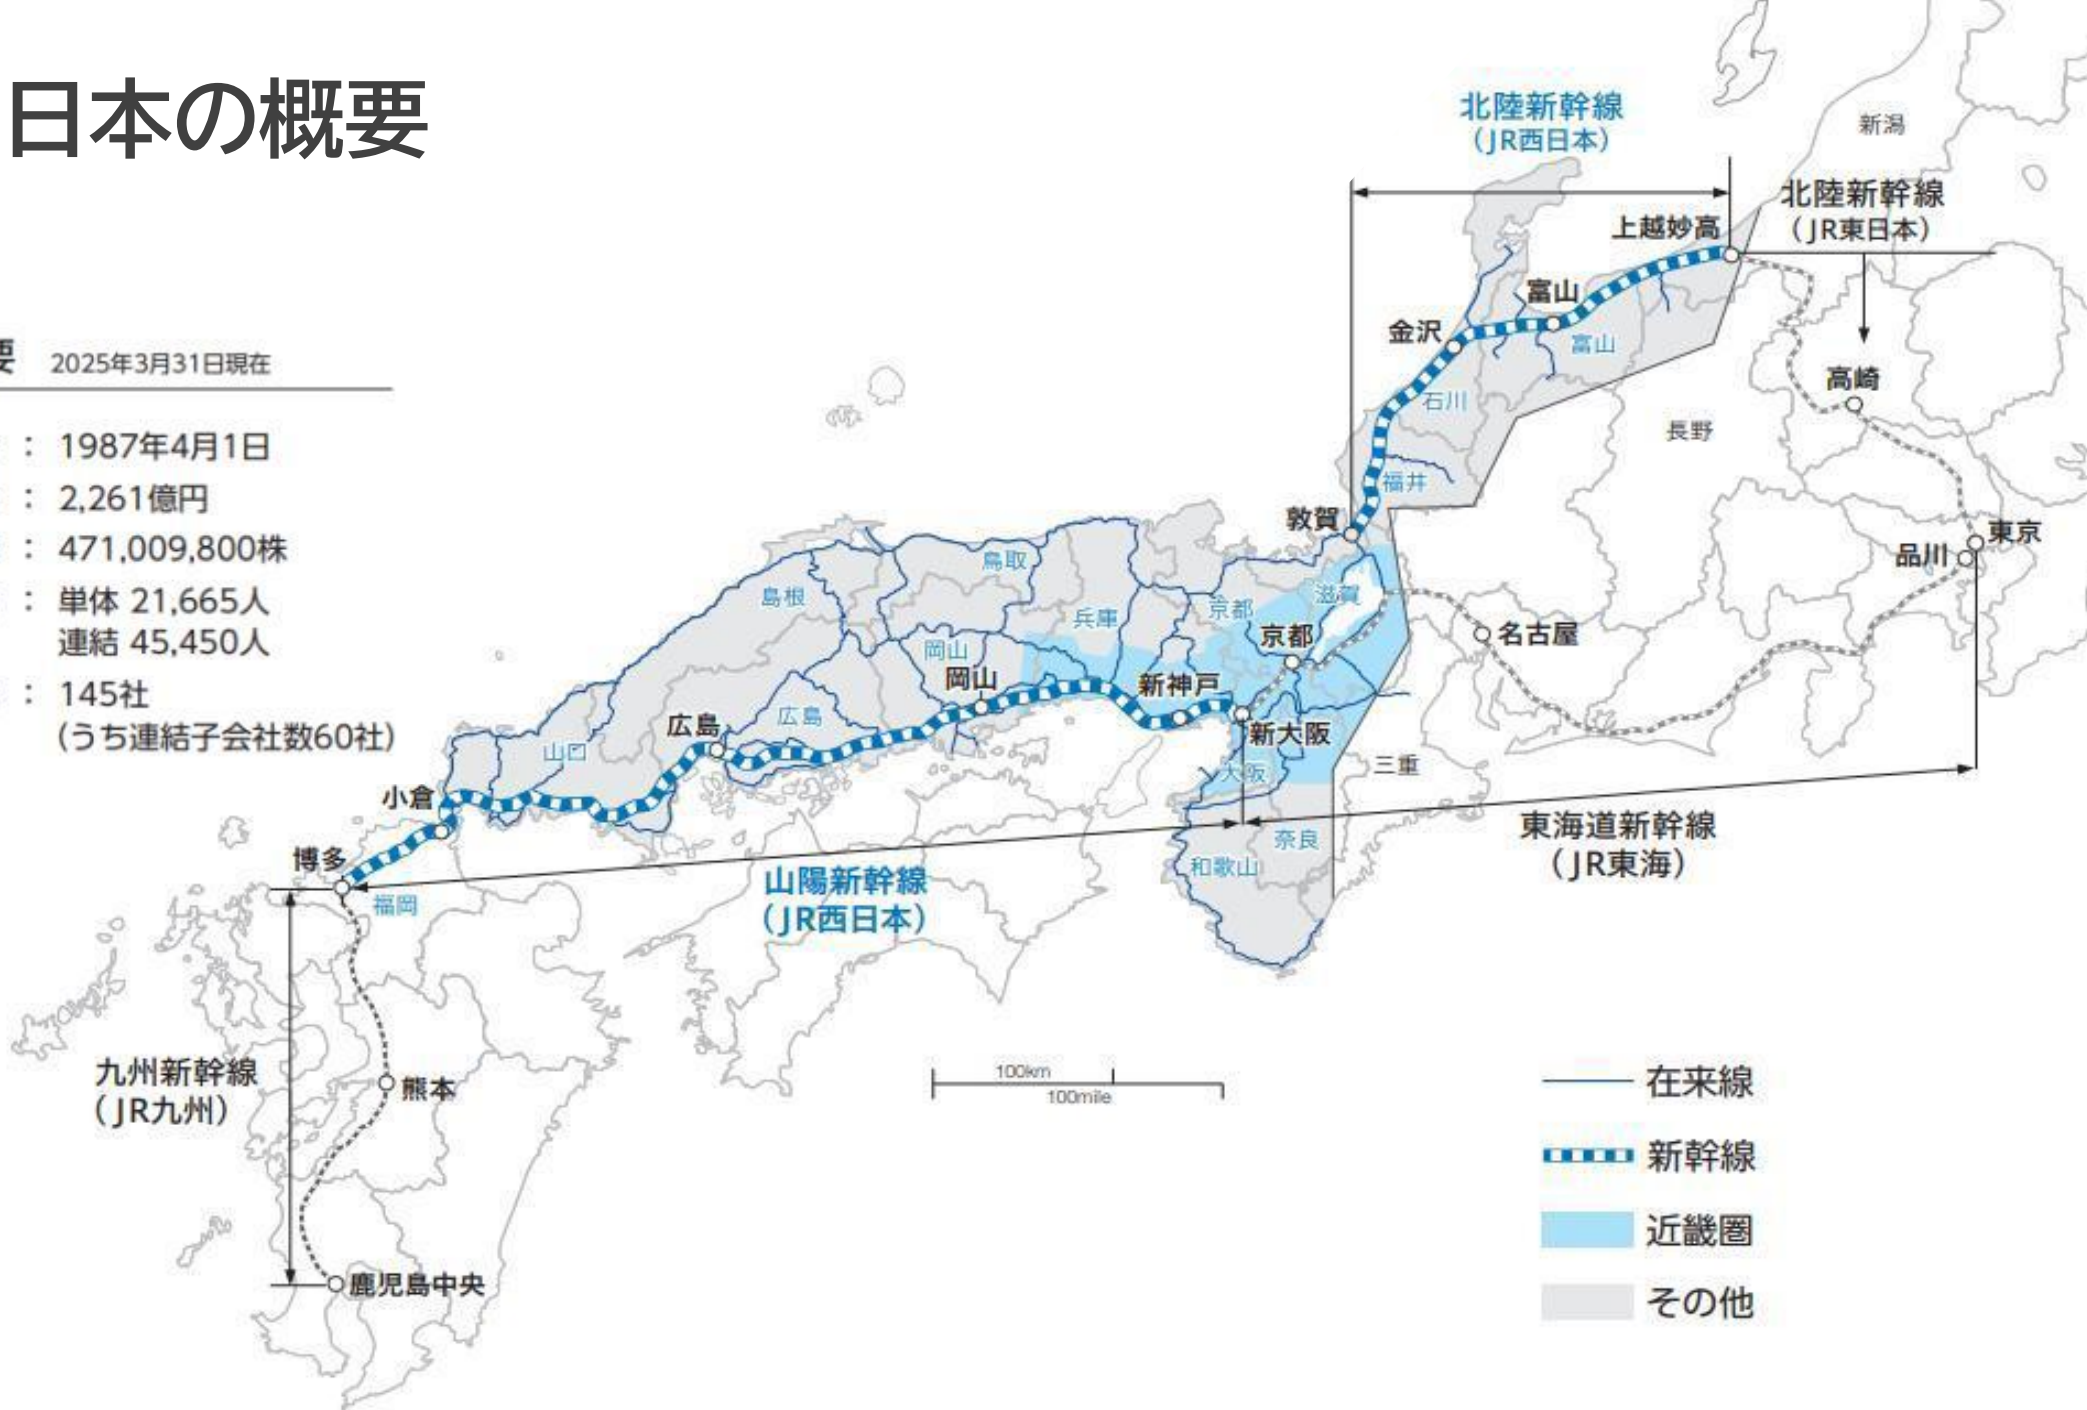 日本の概要
要 2025年3月31日現在
： 1987年4月1日
： 2,261億円
： 471,009,800株
： 単体 21,665人
連結 45,450人
： 145社
(うち連結子会社数60社)
北陸新幹線
（JR西日本）
新潟
北陸新幹線
（JR東日本）
上越妙高
富山
金沢
富山
高崎
石川
長野
福井
敦賀
東京
品川
鳥取
島根
滋賀
京都
兵庫
京都
名古屋
岡山
岡山
新神戸
広島
広島
新大阪
山口
大阪
三重
小倉
東海道新幹線
（JR東海）
奈良
博多
和歌山
山陽新幹線
（JR西日本）
福岡
九州新幹線
（JR九州）
熊本
100km
100mile
鹿児島中央
在来線
新幹線
近畿圏
その他